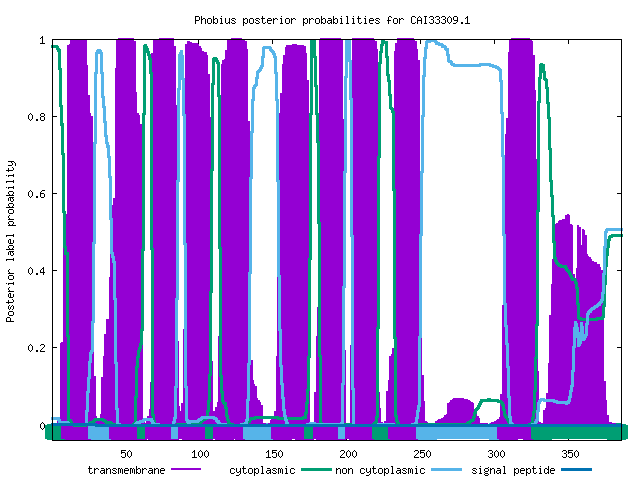 Phobius posterior probabilities for CAI33309.1
Posterior label probability
1
0.8
0.6
0.4
0.2
0
50 100 150 200 250 300 350
transmembrane cytoplasmic non cytoplasmic signal peptide